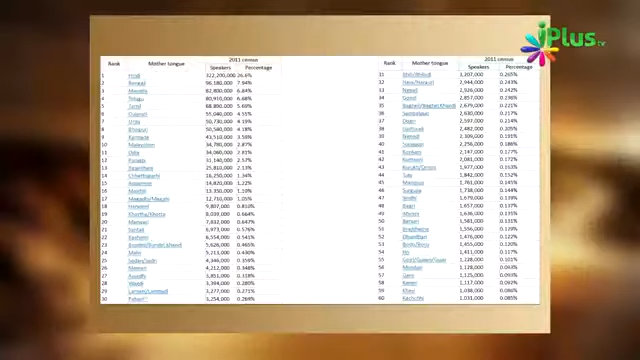 iPlus tv
Rank Mother tongue 2011 census
Speakers Percentage
1 Hindi 322,200,000 26.6%
2 Bengali 96,180,000 7.94%
3 Marathi 82,800,000 6.84%
4 Telugu 80,910,000 6.68%
5 Tamil 68,890,000 5.69%
6 Gujarati 55,040,000 4.55%
7 Urdu 50,730,000 4.19%
8 Bhojpuri 50,580,000 4.18%
9 Kannada 43,510,000 3.59%
10 Malayalam 34,780,000 2.87%
11 Odia 34,060,000 2.81%
12 Punjabi 31,140,000 2.57%
13 Rajasthani 25,810,000 2.13%
14 Chhattisgarhi 16,250,000 1.34%
15 Assamese 14,820,000 1.22%
16 Maithili 13,350,000 1.10%
17 Magadhi/Magahi 12,710,000 1.05%
18 Haryanvi 9,807,000 0.810%
19 Khortha/Khotta 8,039,000 0.664%
20 Marwari 7,832,000 0.647%
21 Santali 6,973,000 0.576%
22 Kashmiri 6,554,000 0.541%
23 Bundeli/Bundel khandi 5,626,000 0.465%
24 Malvi 5,213,000 0.430%
25 Sadan/Sadri 4,346,000 0.359%
26 Mewari 4,212,000 0.348%
27 Awadhi 3,851,000 0.318%
28 Wagdi 3,394,000 0.280%
29 Lamani/Lambadi 3,277,000 0.271%
30 Pahari 3,254,000 0.269%
Rank Mother tongue 2011 census
Speakers Percentage
31 Bhili/Bhilodi 3,207,000 0.265%
32 Hara/Harauti 2,944,000 0.243%
33 Nepali 2,926,000 0.242%
34 Gondi 2,857,000 0.236%
35 Bagheli/Baghel Khandi 2,679,000 0.221%
36 Sambalpuri 2,630,000 0.217%
37 Dogri 2,597,000 0.214%
38 Garhwali 2,482,000 0.205%
39 Nimadi 2,309,000 0.191%
40 Surjapuri 2,256,000 0.186%
41 Konkani 2,147,000 0.177%
42 Kumauni 2,081,000 0.172%
43 Kurukh/Oraon 1,977,000 0.163%
44 Tulu 1,842,000 0.152%
45 Manipuri 1,761,000 0.145%
46 Surgujia 1,738,000 0.144%
47 Sindhi 1,679,000 0.139%
48 Bagri 1,657,000 0.137%
49 Ahirani 1,636,000 0.135%
50 Banjari 1,581,000 0.131%
51 Brajbhasha 1,556,000 0.129%
52 Dhundhari 1,476,000 0.122%
53 Bodo/Boro 1,455,000 0.120%
54 Ho 1,411,000 0.117%
55 Gojri/Gujjari/Gujar 1,228,000 0.101%
56 Mundari 1,128,000 0.093%
57 Garo 1,125,000 0.093%
58 Kangri 1,117,000 0.092%
59 Khasi 1,038,000 0.086%
60 Kachchhi 1,031,000 0.085%